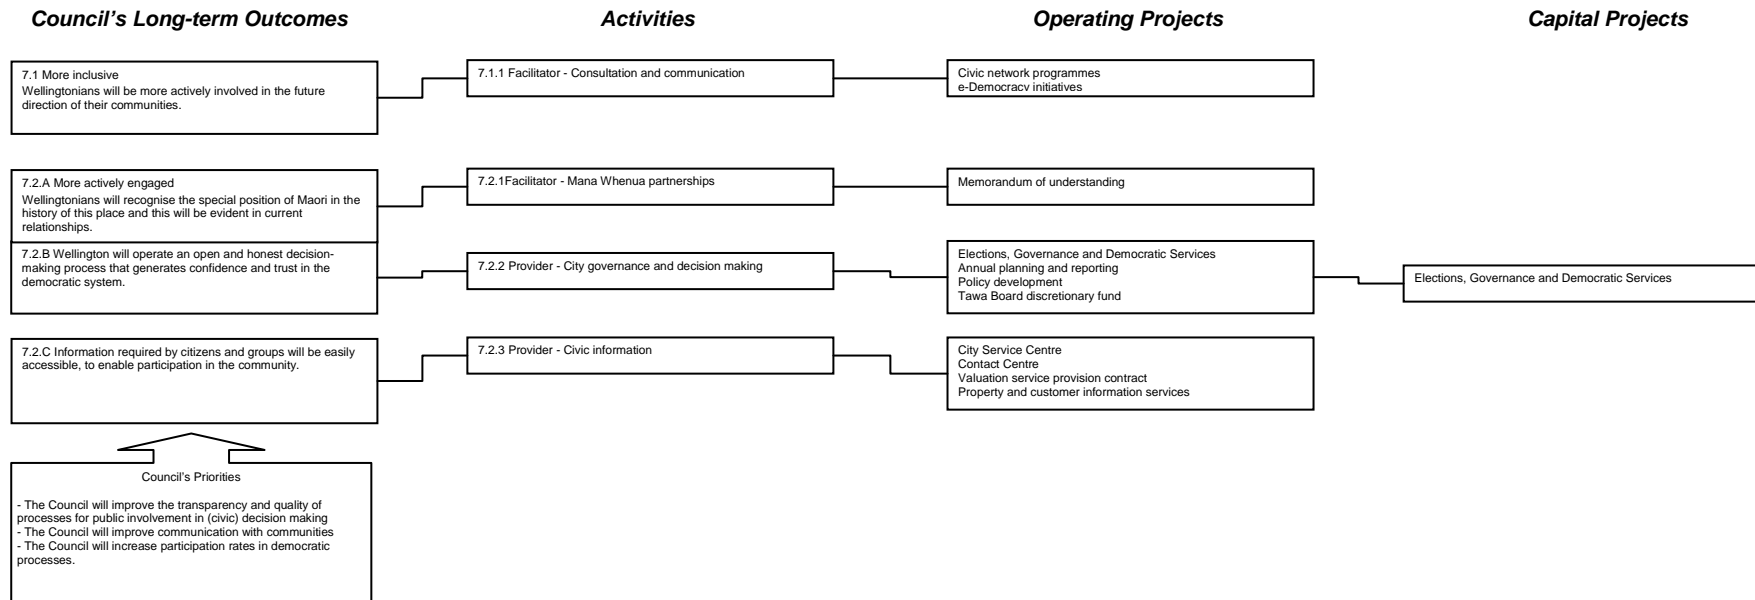 Council's Long-term Outcomes
Activities
Operating Projects
Capital Projects
7.1 More inclusive
Wellingtonians will be more actively involved in the future
direction of their communities.
7.1.1 Facilitator - Consultation and communication
Civic network programmes
e-Democracy initiatives
7.2.A More actively engaged
Wellingtonians will recognise the special position of Maori in the
history of this place and this will be evident in current
relationships.
7.2.1Facilitator - Mana Whenua partnerships
Memorandum of understanding
7.2.B Wellington will operate an open and honest decision-
making process that generates confidence and trust in the
democratic system.
7.2.2 Provider - City governance and decision making
Elections, Governance and Democratic Services
Annual planning and reporting
Policy development
Tawa Board discretionary fund
Elections, Governance and Democratic Services
7.2.C Information required by citizens and groups will be easily
accessible, to enable participation in the community.
7.2.3 Provider - Civic information
City Service Centre
Contact Centre
Valuation service provision contract
Property and customer information services
Council's Priorities
- The Council will improve the transparency and quality of
processes for public involvement in (civic) decision making
- The Council will improve communication with communities
- The Council will increase participation rates in democratic
processes.